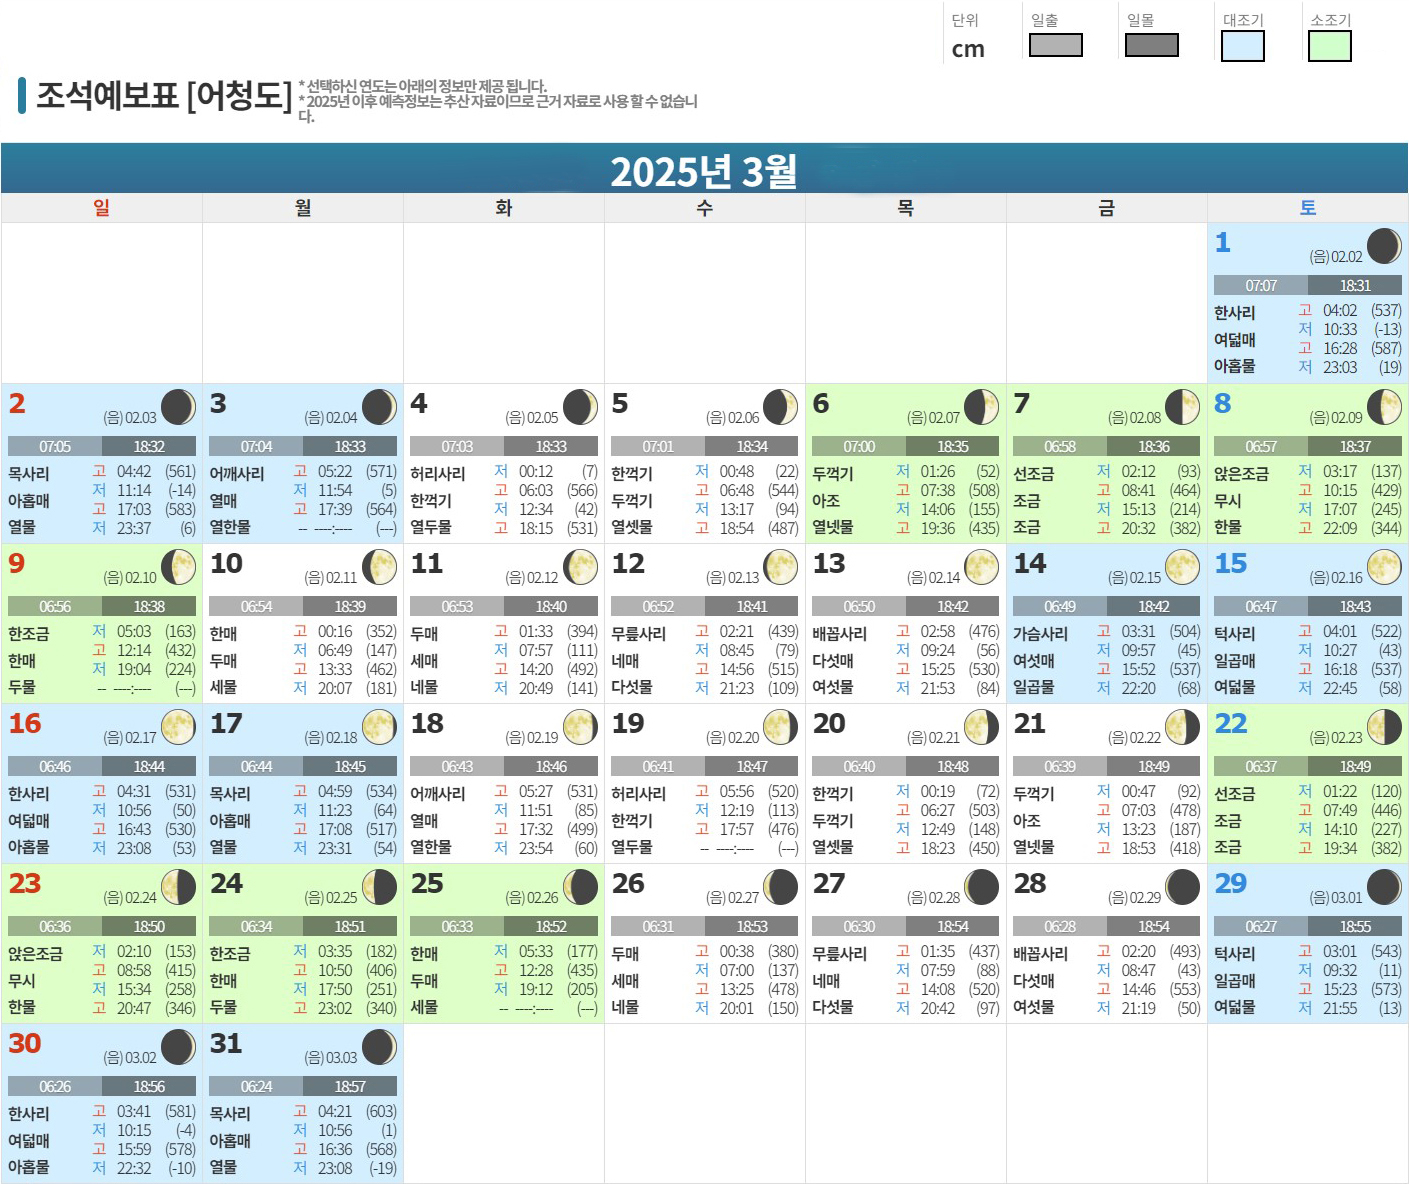 단위 일출 일몰 대조기 소조기
cm
조석예보표 [어청도]
* 선택하신 연도는 아래의 정보만 제공 됩니다.
* 2025년 이후 예측정보는 추산 자료이므로 근거 자료로 사용 할 수 없습니
다.
2025년 3월
일 월 화 수 목 금 토
1 (음) 02.02
07:07 18:31
한사리 여덟매 아홉물
고 04:02 (537)
저 10:33 (-13)
고 16:28 (587)
저 23:03 (19)
2 (음) 02.03
07:05 18:32
목사리 아홉매 열물
고 04:42 (561)
저 11:14 (-14)
고 17:03 (583)
저 23:37 (6)
3 (음) 02.04
07:04 18:33
어깨사리 열매 열한물
고 05:22 (571)
저 11:54 (5)
고 17:39 (564)
-- ----:---- (---)
4 (음) 02.05
07:03 18:33
허리사리 한꺽기 열두물
저 00:12 (7)
고 06:03 (566)
저 12:34 (42)
고 18:15 (531)
5 (음) 02.06
07:01 18:34
한꺽기 두꺽기 열셋물
저 00:48 (22)
고 06:48 (544)
저 13:17 (94)
고 18:54 (487)
6 (음) 02.07
07:00 18:35
두꺽기 아조 열넷물
저 01:26 (52)
고 07:38 (508)
저 14:06 (155)
고 19:36 (435)
7 (음) 02.08
06:58 18:36
선조금 조금 조금
저 02:12 (93)
고 08:41 (464)
저 15:13 (214)
고 20:32 (382)
8 (음) 02.09
06:57 18:37
앉은조금 무시 한물
저 03:17 (137)
고 10:15 (429)
저 17:07 (245)
고 22:09 (344)
9 (음) 02.10
06:56 18:38
한조금 한매 두물
저 05:03 (163)
고 12:14 (432)
저 19:04 (224)
-- ----:---- (---)
10 (음) 02.11
06:54 18:39
한매 두매 세물
고 00:16 (352)
저 06:49 (147)
고 13:33 (462)
저 20:07 (181)
11 (음) 02.12
06:53 18:40
두매 세매 네물
고 01:33 (394)
저 07:57 (111)
고 14:20 (492)
저 20:49 (141)
12 (음) 02.13
06:52 18:41
무릎사리 네매 다섯물
고 02:21 (439)
저 08:45 (79)
고 14:56 (515)
저 21:23 (109)
13 (음) 02.14
06:50 18:42
배꼽사리 다섯매 여섯물
고 02:58 (476)
저 09:24 (56)
고 15:25 (530)
저 21:53 (84)
14 (음) 02.15
06:49 18:42
가슴사리 여섯매 일곱물
고 03:31 (504)
저 09:57 (45)
고 15:52 (537)
저 22:20 (68)
15 (음) 02.16
06:47 18:43
턱사리 일곱매 여덟물
고 04:01 (522)
저 10:27 (43)
고 16:18 (537)
저 22:45 (58)
16 (음) 02.17
06:46 18:44
한사리 여덟매 아홉물
고 04:31 (531)
저 10:56 (50)
고 16:43 (530)
저 23:08 (53)
17 (음) 02.18
06:44 18:45
목사리 아홉매 열물
고 04:59 (534)
저 11:23 (64)
고 17:08 (517)
저 23:31 (54)
18 (음) 02.19
06:43 18:46
어깨사리 열매 열한물
고 05:27 (531)
저 11:51 (85)
고 17:32 (499)
저 23:54 (60)
19 (음) 02.20
06:41 18:47
허리사리 한꺽기 열두물
고 05:56 (520)
저 12:19 (113)
고 17:57 (476)
-- ----:---- (---)
20 (음) 02.21
06:40 18:48
한꺽기 두꺽기 열셋물
저 00:19 (72)
고 06:27 (503)
저 12:49 (148)
고 18:23 (450)
21 (음) 02.22
06:39 18:49
두꺽기 아조 열넷물
저 00:47 (92)
고 07:03 (478)
저 13:23 (187)
고 18:53 (418)
22 (음) 02.23
06:37 18:49
선조금 조금 조금
저 01:22 (120)
고 07:49 (446)
저 14:10 (227)
고 19:34 (382)
23 (음) 02.24
06:36 18:50
앉은조금 무시 한물
저 02:10 (153)
고 08:58 (415)
저 15:34 (258)
고 20:47 (346)
24 (음) 02.25
06:34 18:51
한조금 한매 두물
저 03:35 (182)
고 10:50 (406)
저 17:50 (251)
고 23:02 (340)
25 (음) 02.26
06:33 18:52
한매 두매 세물
저 05:33 (177)
고 12:28 (435)
저 19:12 (205)
-- ----:---- (---)
26 (음) 02.27
06:31 18:53
두매 세매 네물
고 00:38 (380)
저 07:00 (137)
고 13:25 (478)
저 20:01 (150)
27 (음) 02.28
06:30 18:54
무릎사리 네매 다섯물
고 01:35 (437)
저 07:59 (88)
고 14:08 (520)
저 20:42 (97)
28 (음) 02.29
06:28 18:54
배꼽사리 다섯매 여섯물
고 02:20 (493)
저 08:47 (43)
고 14:46 (553)
저 21:19 (50)
29 (음) 03.01
06:27 18:55
턱사리 일곱매 여덟물
고 03:01 (543)
저 09:32 (11)
고 15:23 (573)
저 21:55 (13)
30 (음) 03.02
06:26 18:56
한사리 여덟매 아홉물
고 03:41 (581)
저 10:15 (-4)
고 15:59 (578)
저 22:32 (-10)
31 (음) 03.03
06:24 18:57
목사리 아홉매 열물
고 04:21 (603)
저 10:56 (1)
고 16:36 (568)
저 23:08 (-19)